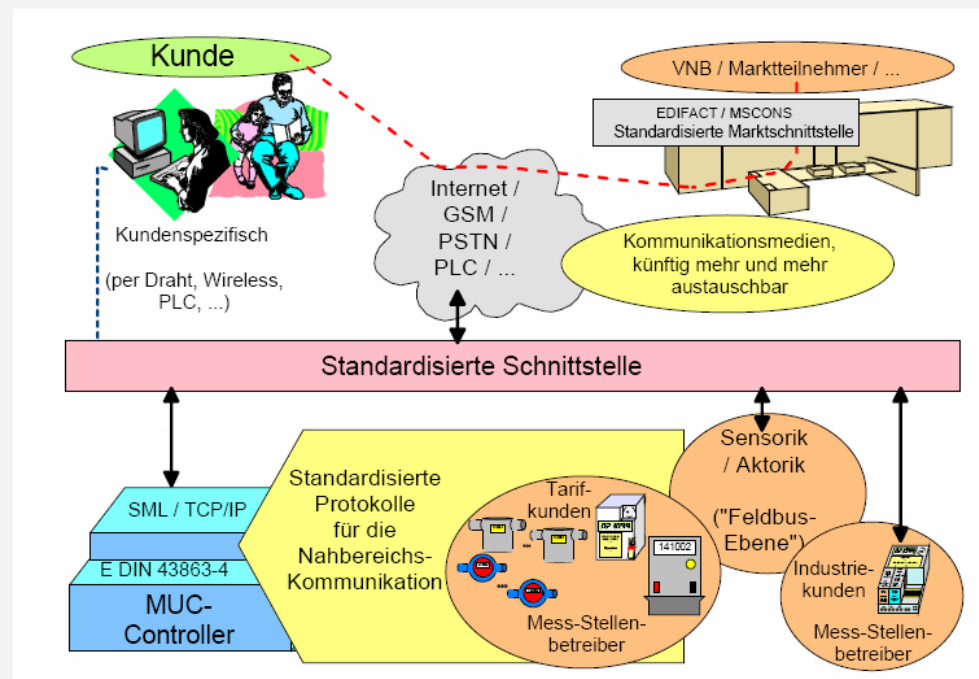 Kunde
VNB / Marktteilnehmer / ...
EDIFACT / MSCONS
Standardisierte Marktschnittstelle
Internet /
GSM /
PSTN /
PLC / ...
Kommunikationsmedien,
künftig mehr und mehr
austauschbar
Kundenspezifisch
(per Draht, Wireless,
PLC, ...)
Standardisierte Schnittstelle
SML / TCP/IP
E DIN 43863-4
MUC-
Controller
Standardisierte
Protokolle
für die
Nahbereichs-
Kommunikation
Tarif-
kunden
141002
Mess-Stellen-
betreiber
Sensorik
/ Aktorik
("Feldbus-
Ebene")
Industrie-
kunden
Mess-Stellen-
betreiber